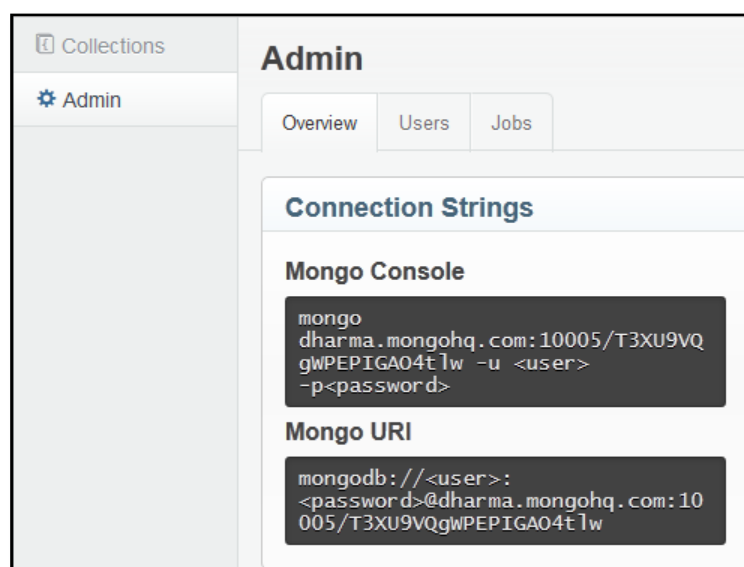 Collections
Admin
Admin
Overview Users Jobs
Connection Strings
Mongo Console
mongo
dharma.mongohq.com:10005/T3XU9VQ
gWPEPIGAO4tlw -u <user>
-p<password>
Mongo URI
mongodb://<user>:
<password>@dharma.mongohq.com:10
005/T3XU9VQgWPEPIGAO4tlw